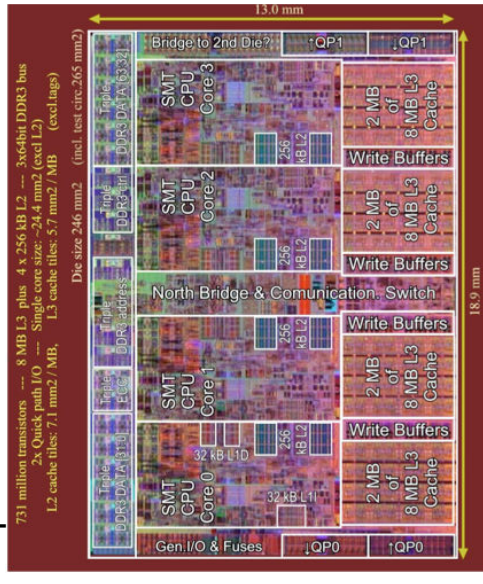 13.0 mm
18.9 mm
731 million transistors --- 8 MB L3 plus 4 x 256 kB L2 --- 3x64bit DDR3 bus
2x Quick path I/O --- Single core size: ~24.4 mm2 (excl L2)
L2 cache tiles: 7.1 mm2 / MB, L3 cache tiles: 5.7 mm2 / MB (excl.tags)
Die size 246 mm2 (incl. test circ.265 mm2)
Bridge to 2nd Die?
↑QP1
↓QP1
Triple
DDR3 DATA (63:32)
SMT
CPU
Core 3
256
kB L2
2 MB
of
8 MB L3
Cache
Write Buffers
Triple
DDR3 ctrl
SMT
CPU
Core 2
256
kB L2
2 MB
of
8 MB L3
Cache
Write Buffers
Triple
DDR3 address
North Bridge & Comunication. Switch
Write Buffers
SMT
CPU
Core 1
256
kB L2
2 MB
of
8 MB L3
Cache
Triple
ECC
Write Buffers
Triple
32 kB L1D
256
kB L2
SMT
CPU
Core 0
32 kB L1I
2 MB
of
8 MB L3
Cache
Gen.I/O & Fuses
↓QP0
↑QP0